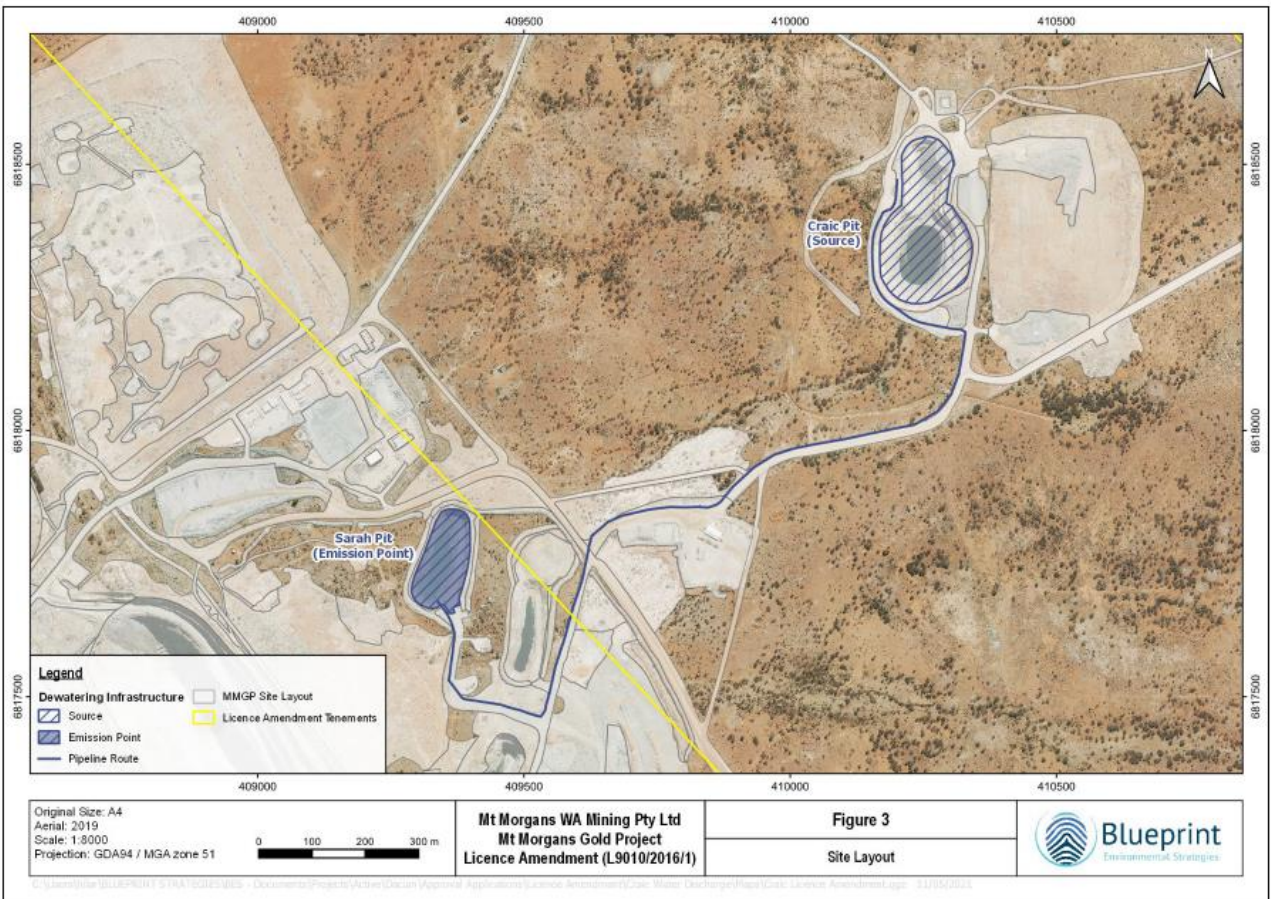 409000 409500 410000 410500
N
6818500 6818500
Craic Pit
(Source)
6818000 6818000
Sarah Pit
(Emission Point)
6817500 6817500
Legend
Dewatering Infrastructure
Source
Emission Point
Pipeline Route
MMGP Site Layout
Licence Amendment Tenements
409000 409500 410000 410500
Original Size: A4
Aerial: 2019
Scale: 1:8000
Projection: GDA94 / MGA zone 51
0 100 200 300 m
Mt Morgans WA Mining Pty Ltd
Mt Morgans Gold Project
Licence Amendment (L9010/2016/1)
Figure 3
Site Layout
Blueprint
Environmental Strategies